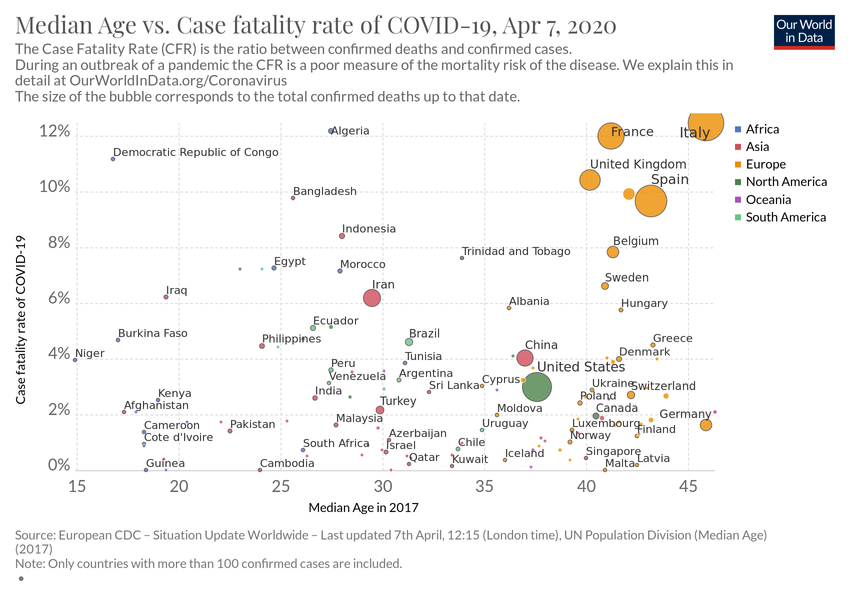 Median Age vs. Case fatality rate of COVID-19, Apr 7, 2020
Our World
in Data
The Case Fatality Rate (CFR) is the ratio between confirmed deaths and confirmed cases.
During an outbreak of a pandemic the CFR is a poor measure of the mortality risk of the disease. We explain this in
detail at OurWorldInData.org/Coronavirus
The size of the bubble corresponds to the total confirmed deaths up to that date.
Case fatality rate of COVID-19
12%
10%
8%
6%
4%
2%
0%
Algeria
France
Italy
Democratic Republic of Congo
United Kingdom
Spain
Bangladesh
Indonesia
Belgium
Trinidad and Tobago
Egypt
Morocco
Sweden
Iran
Iraq
Albania
Hungary
Ecuador
Burkina Faso
Philippines
Brazil
Greece
China
Niger
Tunisia
Denmark
Peru
United States
Venezuela
Argentina
Sri Lanka
Cyprus
Ukraine
Switzerland
India
Kenya
Poland
Afghanistan
Turkey
Moldova
Canada
Germany
Cameroon
Pakistan
Malaysia
Uruguay
Luxembourg
Cote d'Ivoire
Azerbaijan
Norway
Finland
South Africa
Israel
Chile
Guinea
Cambodia
Qatar
Kuwait
Iceland
Singapore
Malta
Latvia
15
20
25
30
35
40
45
Median Age in 2017
Africa
Asia
Europe
North America
Oceania
South America
Source: European CDC – Situation Update Worldwide – Last updated 7th April, 12:15 (London time), UN Population Division (Median Age)
(2017)
Note: Only countries with more than 100 confirmed cases are included.